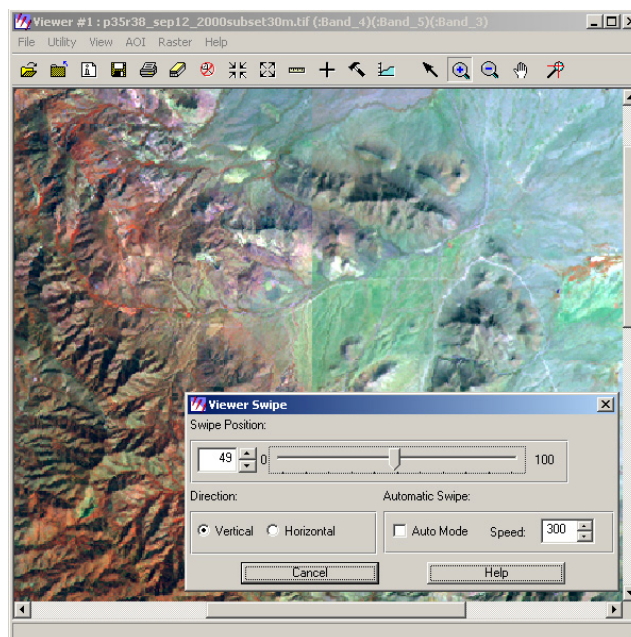 Viewer #1 : p35r38_sep12_2000subset30m.tif (:Band_4)(:Band_5)(:Band_3)
File Utility View AOI Raster Help
Viewer Swipe
Swipe Position:
49 0 100
Direction: Automatic Swipe:
Vertical Horizontal Auto Mode Speed: 300
Cancel Help